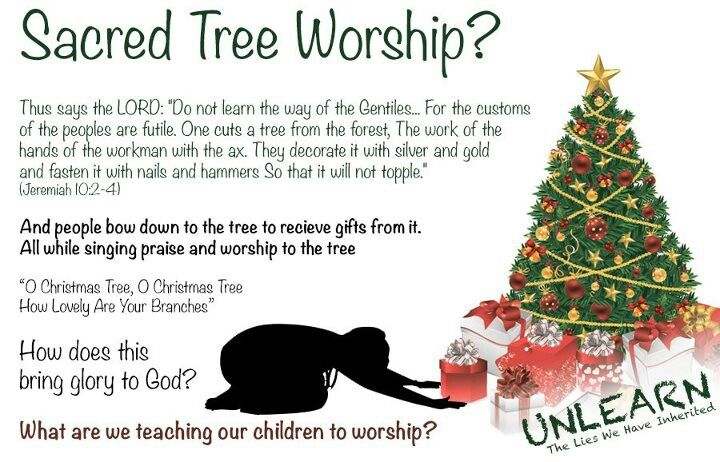 Sacred Tree Worship?
Thus says the LORD: "Do not learn the way of the Gentiles... For the customs
of the peoples are futile. One cuts a tree from the forest, The work of the
hands of the workman with the ax. They decorate it with silver and gold
and fasten it with nails and hammers So that it will not topple."
(Jeremiah 10:2-4)
And people bow down to the tree to recieve gifts from it.
All while singing praise and worship to the tree
"O Christmas Tree, O Christmas Tree
How Lovely Are Your Branches"
How does this
bring glory to God?
What are we teaching our children to worship?
UNLEARN
The Lies We Have Inherited